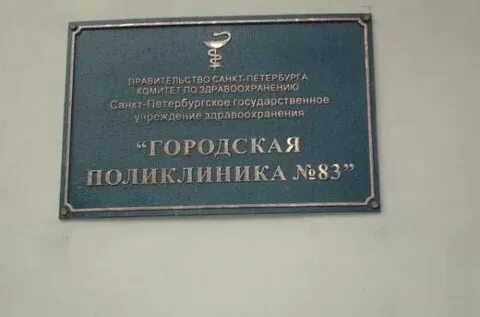 ПРАВИТЕЛЬСТВО САНКТ-ПЕТЕРБУРГА
КОМИТЕТ ПО ЗДРАВООХРАНЕНИЮ
Санкт-Петербургское государственное
учреждение здравоохранения
“ГОРОДСКАЯ
ПОЛИКЛИНИКА №83”